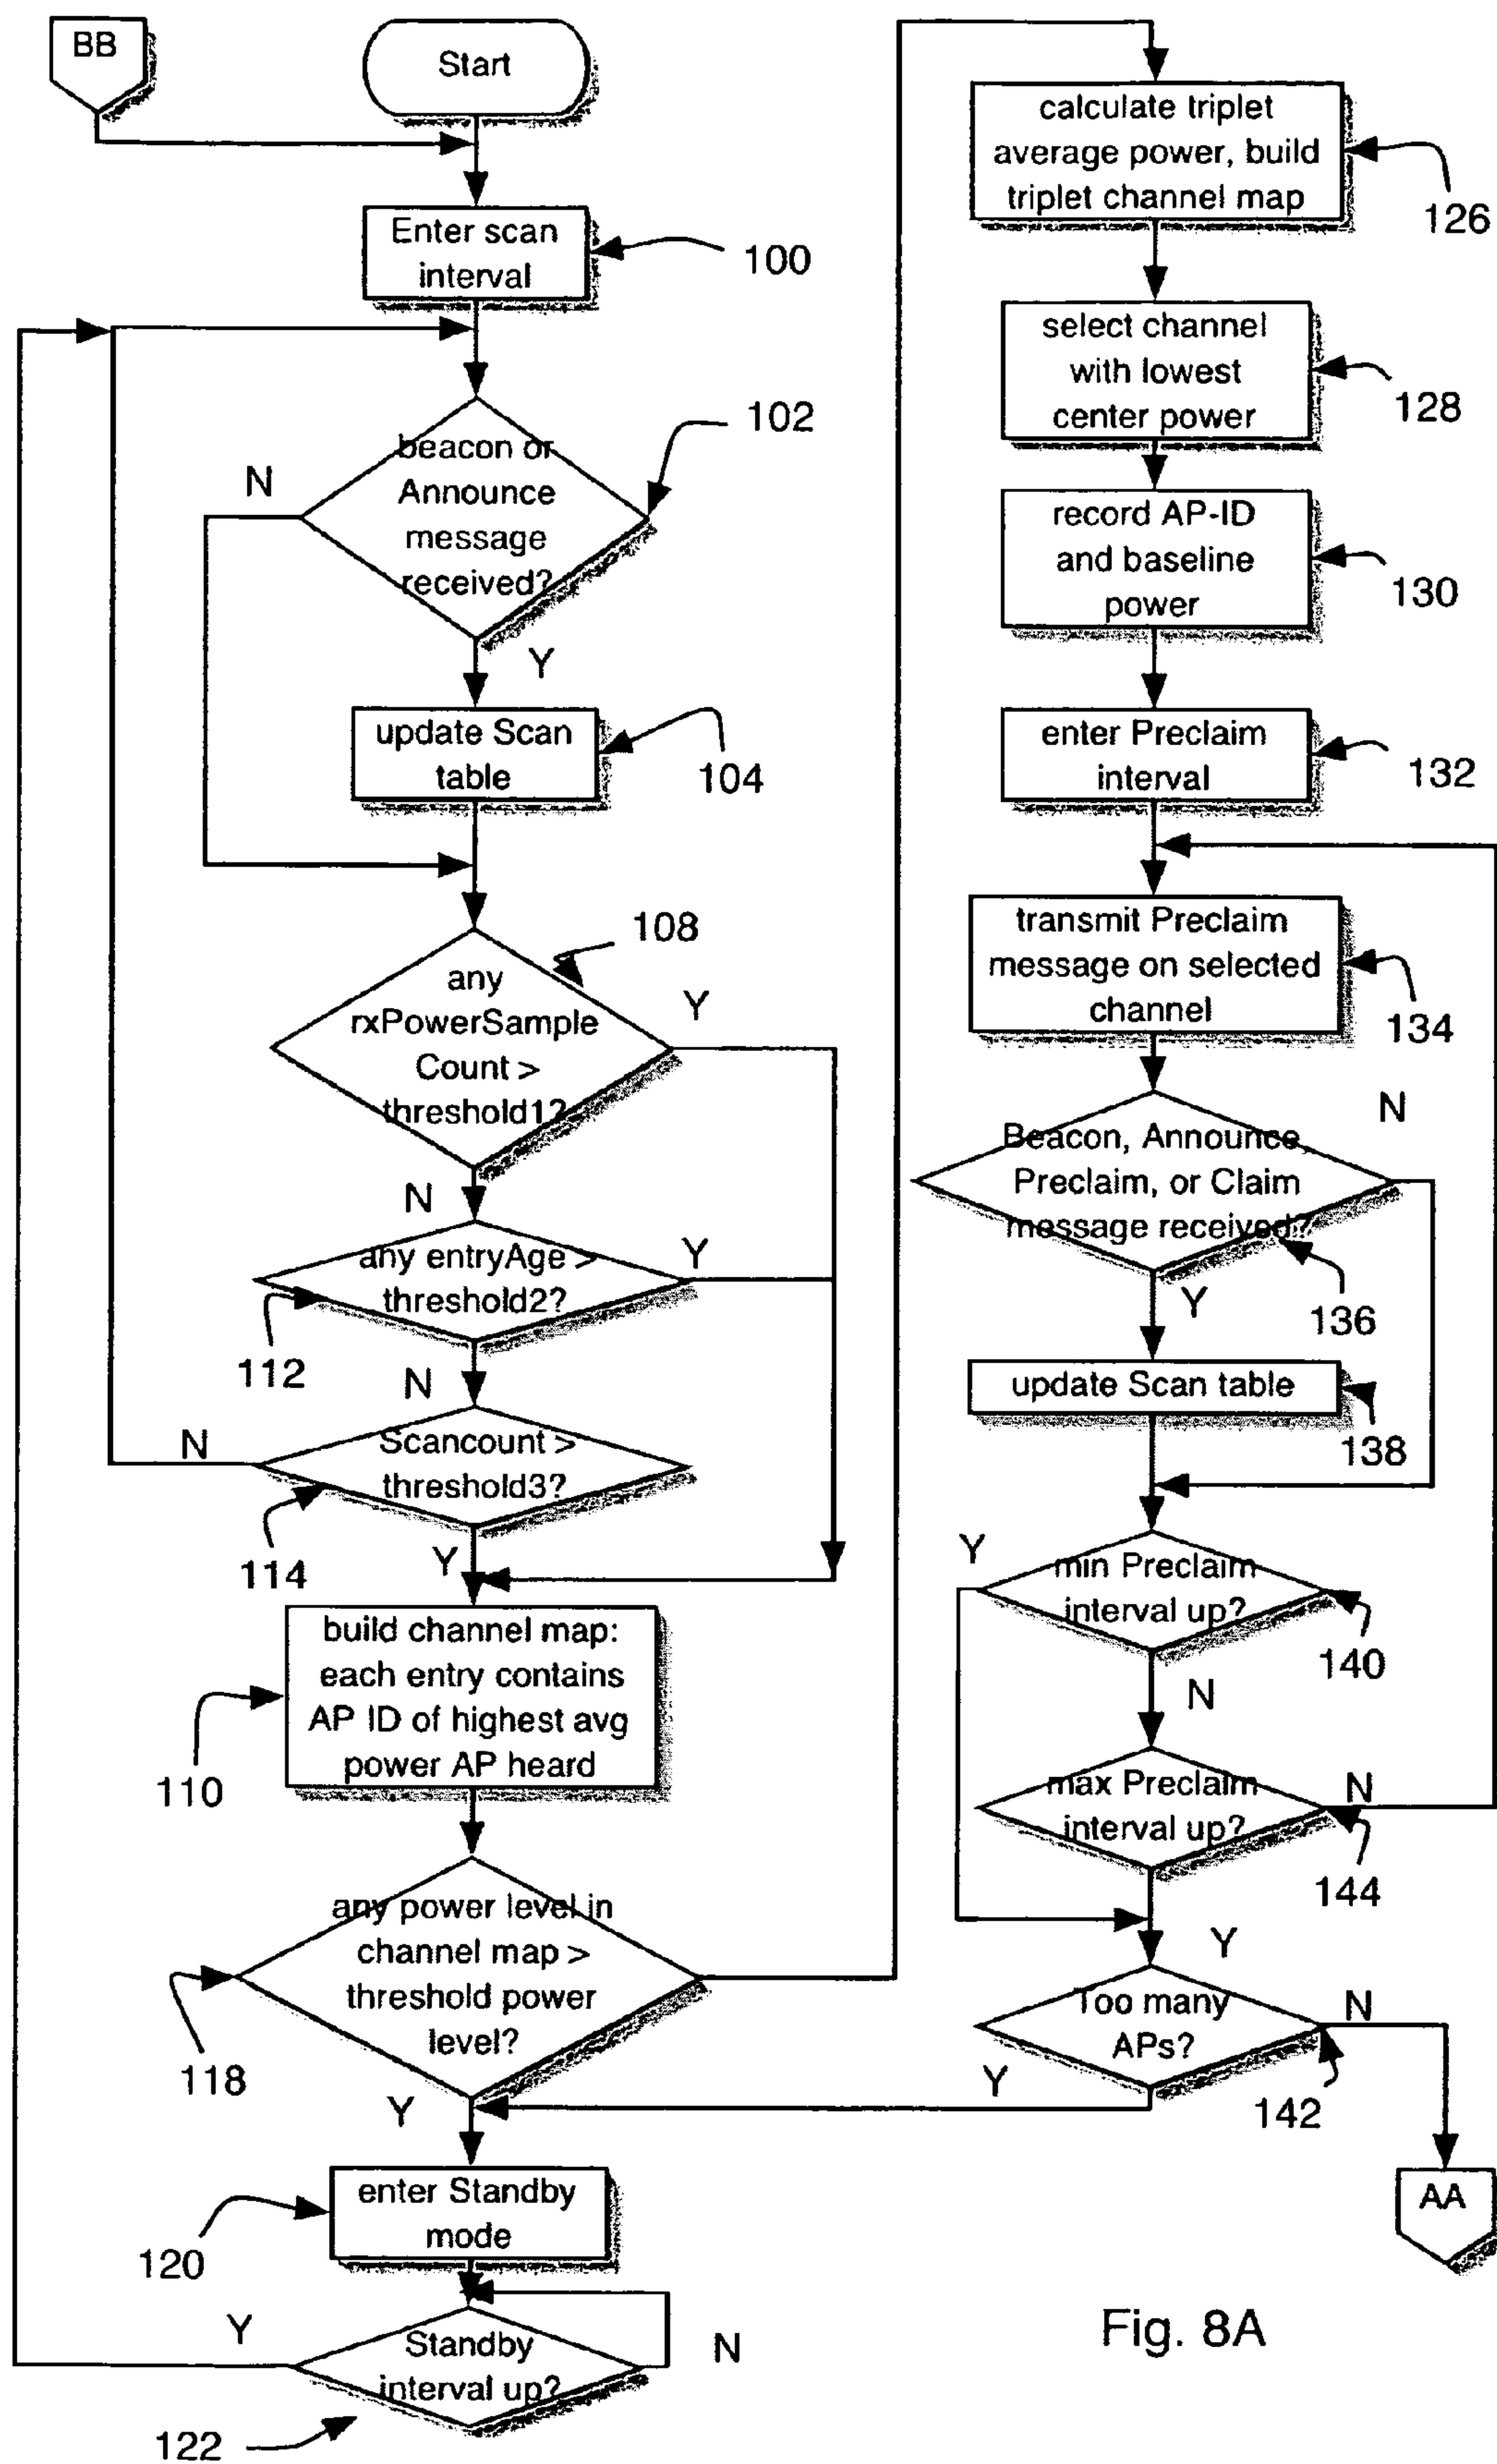 BB
Start
Enter scan
interval
100
beacon or
Announce
message
received?
102
N
Y
update Scan
table
104
108
any
rxPowerSample
Count >
threshold1?
Y
N
any entryAge >
threshold2?
Y
112
N
Scancount >
threshold3?
N
114
Y
build channel map:
each entry contains
AP ID of highest avg
power AP heard
110
any power level in
channel map >
threshold power
level?
118
Y
enter Standby
mode
120
Standby
interval up?
Y
N
122
calculate triplet
average power, build
triplet channel map
126
select channel
with lowest
center power
128
record AP-ID
and baseline
power
130
enter Preclaim
interval
132
transmit Preclaim
message on selected
channel
134
Beacon, Announce,
Preclaim, or Claim
message received?
N
136
Y
update Scan table
138
min Preclaim
interval up?
Y
140
N
max Preclaim
interval up?
N
144
Y
Too many
APs?
N
Y
142
AA
Fig. 8A